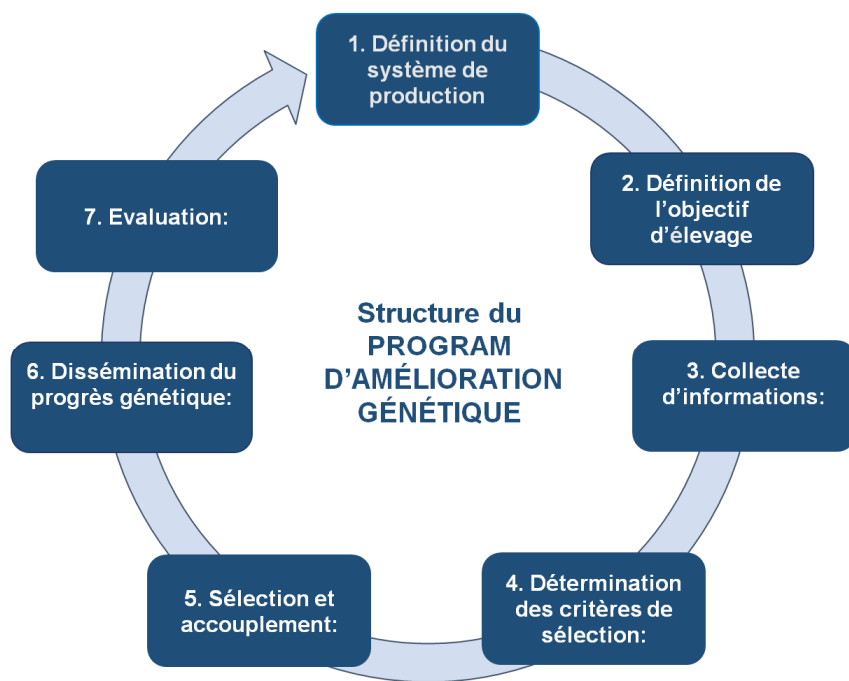 1. Définition du
système de
production
2. Définition de
l’objectif
d’élevage
3. Collecte
d’informations:
4. Détermination
des critères de
sélection:
5. Sélection et
accouplement:
6. Dissémination du
progrès génétique:
7. Evaluation:
Structure du
PROGRAM
D’AMÉLIORATION
GÉNÉTIQUE